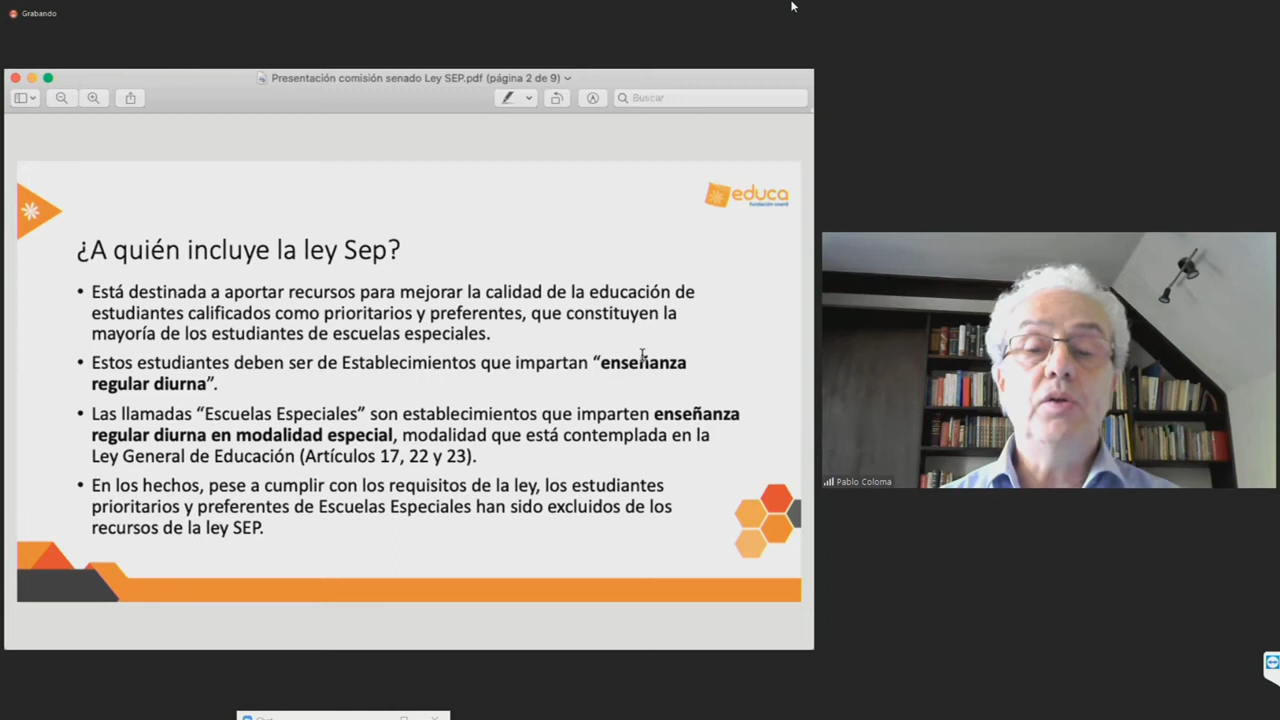 Grabando
Presentación comisión senado Ley SEP.pdf (página 2 de 9)
Buscar
educa
fundación coanil
¿A quién incluye la ley Sep?
• Está destinada a aportar recursos para mejorar la calidad de la educación de
estudiantes calificados como prioritarios y preferentes, que constituyen la
mayoría de los estudiantes de escuelas especiales.
• Estos estudiantes deben ser de Establecimientos que impartan “enseñanza
regular diurna”.
• Las llamadas “Escuelas Especiales” son establecimientos que imparten enseñanza
regular diurna en modalidad especial, modalidad que está contemplada en la
Ley General de Educación (Artículos 17, 22 y 23).
• En los hechos, pese a cumplir con los requisitos de la ley, los estudiantes
prioritarios y preferentes de Escuelas Especiales han sido excluidos de los
recursos de la ley SEP.
Pablo Coloma